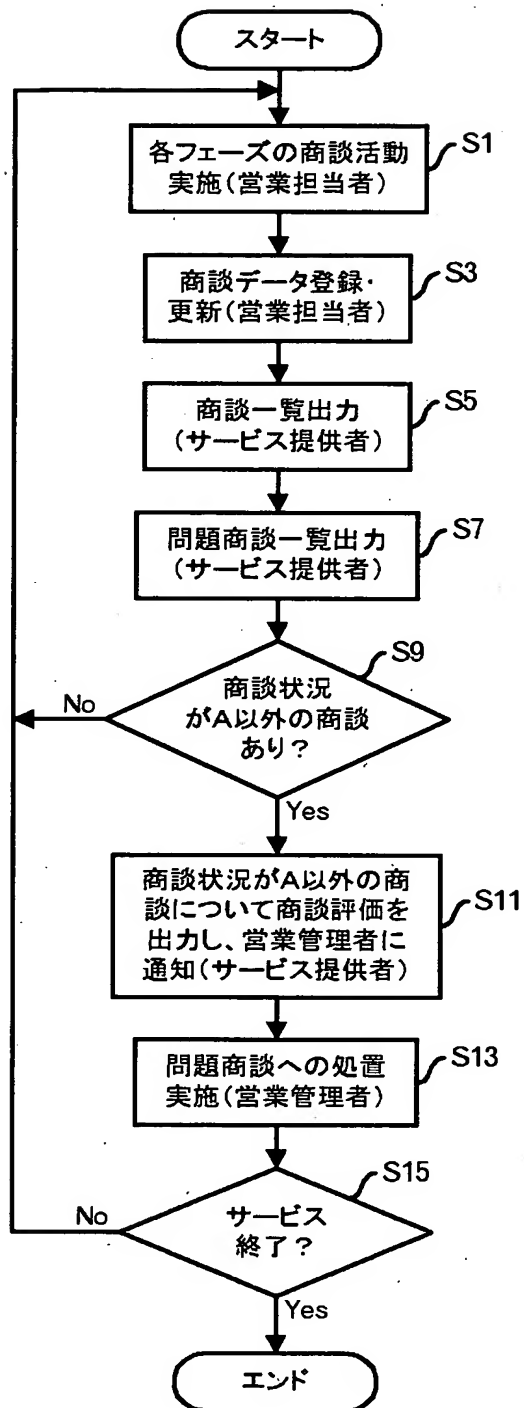 スタート
各フェーズの商談活動
実施(営業担当者)
S1
商談データ登録・
更新(営業担当者)
S3
商談一覧出力
(サービス提供者)
S5
問題商談一覧出力
(サービス提供者)
S7
商談状況
がA以外の商談
あり?
S9
No
Yes
商談状況がA以外の商
談について商談評価を
出力し、営業管理者に
通知(サービス提供者)
S11
問題商談への処置
実施(営業管理者)
S13
サービス
終了?
S15
No
Yes
エンド